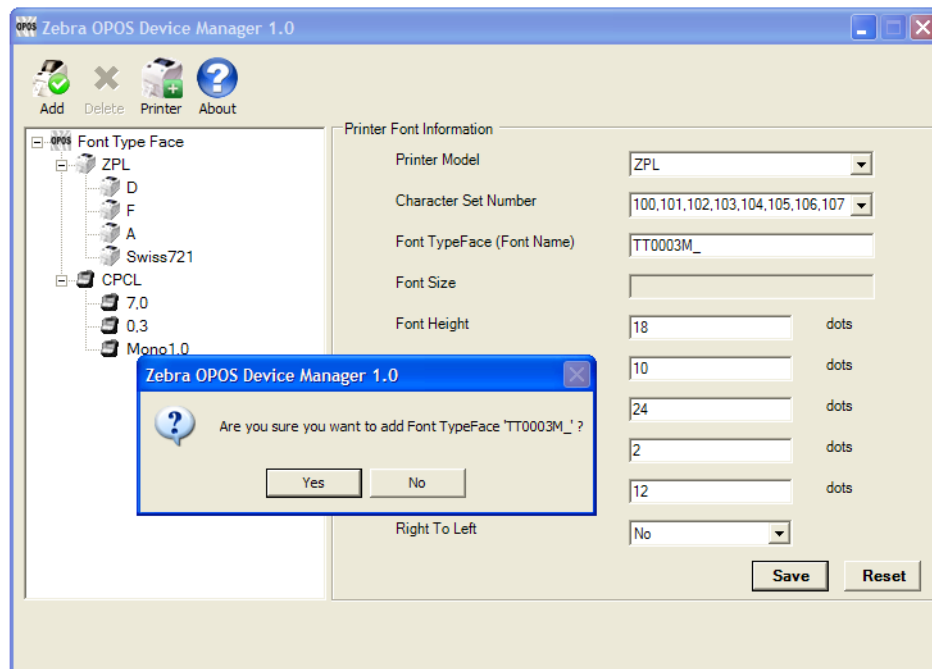 OPOS Zebra OPOS Device Manager 1.0
Add Delete Printer About
OPOS Font Type Face
ZPL
D
F
A
Swiss721
CPCL
7,0
0,3
Mono1.0
Printer Font Information
Printer Model ZPL
Character Set Number 100,101,102,103,104,105,106,107
Font TypeFace (Font Name) TT0003M_
Font Size
Font Height 18 dots
10 dots
24 dots
2 dots
12 dots
Right To Left No
Save Reset
Zebra OPOS Device Manager 1.0
Are you sure you want to add Font TypeFace 'TT0003M_' ?
Yes No